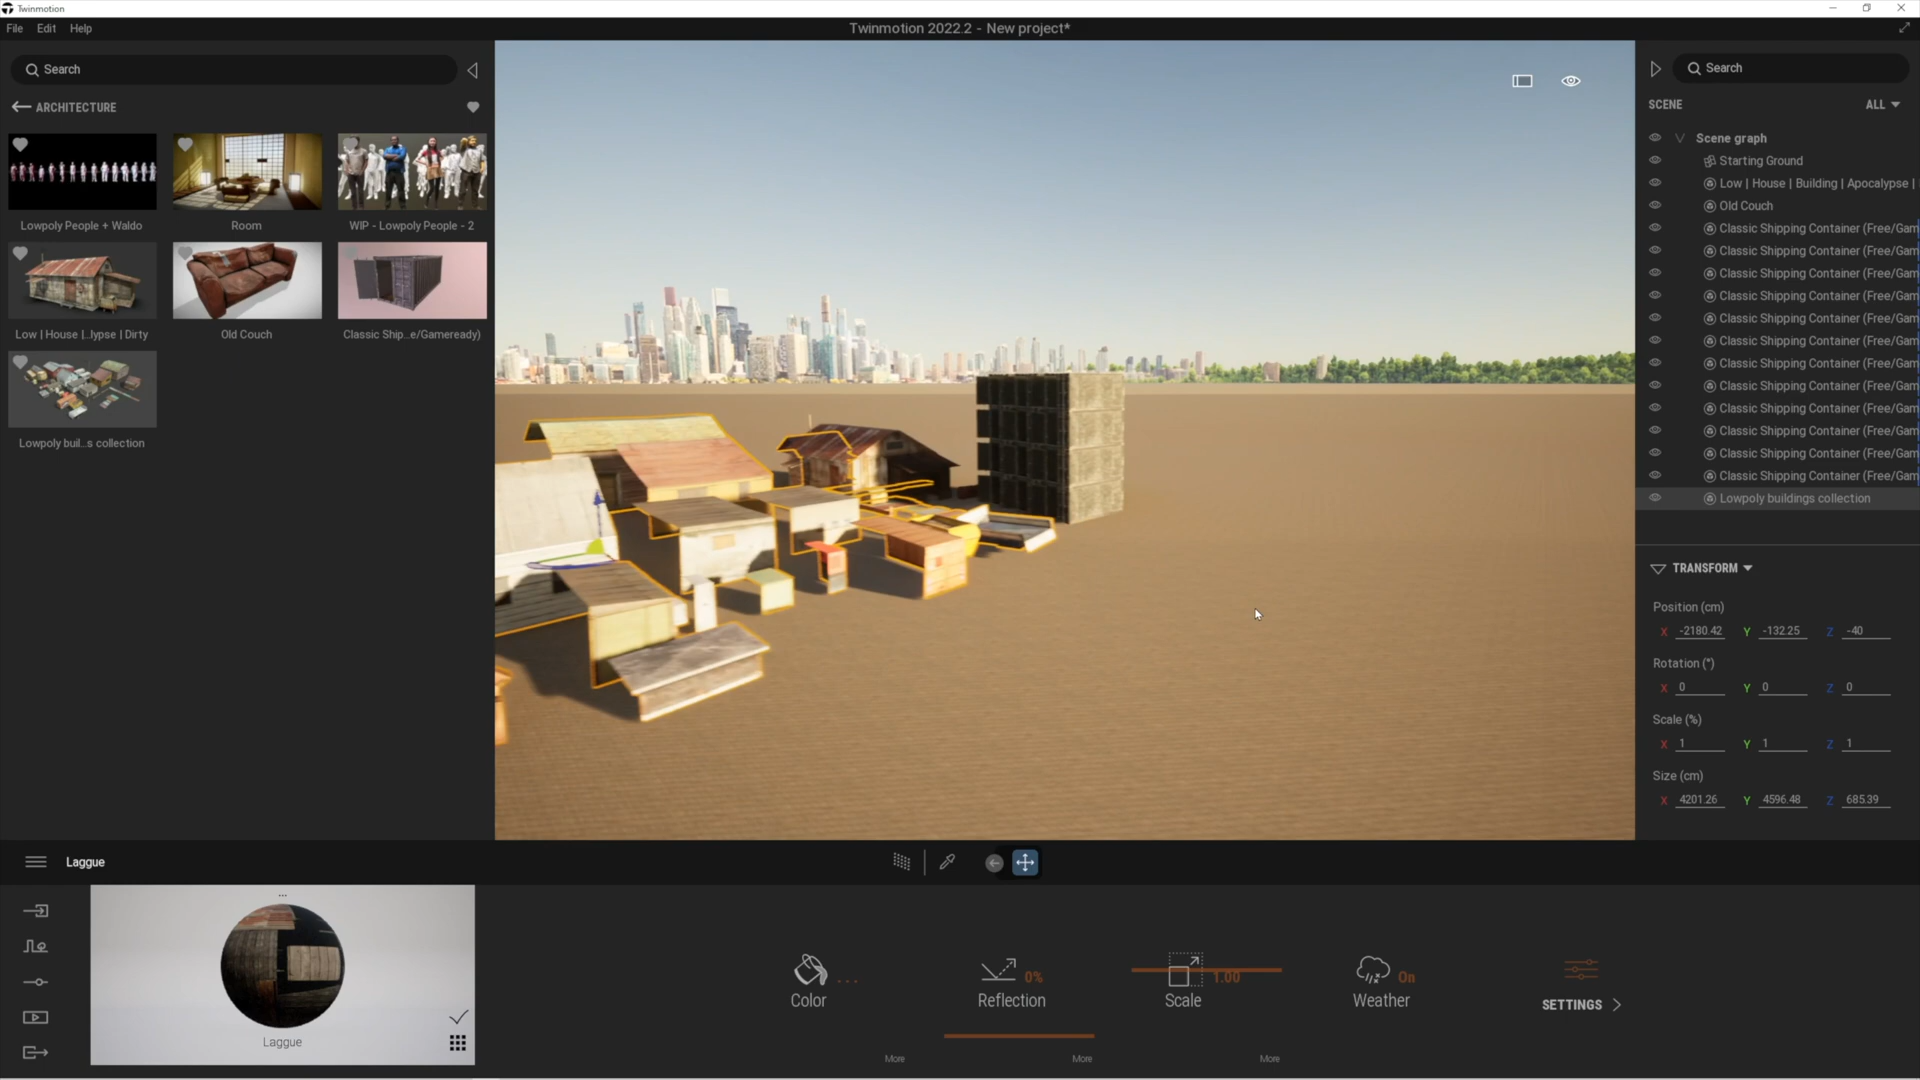 Twinmotion
File Edit Help
Twinmotion 2022.2 - New project*
Search
ARCHITECTURE
Lowpoly People + Waldo
Room
WIP - Lowpoly People - 2
Low | House |...lypse | Dirty
Old Couch
Classic Ship...e/Gameready)
Lowpoly buil...s collection
Search
SCENE
ALL
Scene graph
Starting Ground
Low | House | Building | Apocalypse |
Old Couch
Classic Shipping Container (Free/Gam
Classic Shipping Container (Free/Gam
Classic Shipping Container (Free/Gam
Classic Shipping Container (Free/Gam
Classic Shipping Container (Free/Gam
Classic Shipping Container (Free/Gam
Classic Shipping Container (Free/Gam
Classic Shipping Container (Free/Gam
Classic Shipping Container (Free/Gam
Classic Shipping Container (Free/Gam
Classic Shipping Container (Free/Gam
Classic Shipping Container (Free/Gam
Lowpoly buildings collection
TRANSFORM
Position (cm)
X -2180.42 Y -132.25 Z -40
Rotation (°)
X 0 Y 0 Z 0
Scale (%)
X 1 Y 1 Z 1
Size (cm)
X 4201.26 Y 4596.48 Z 685.39
Laggue
...
Laggue
Color ...
Reflection 0%
Scale 1.00
Weather On
SETTINGS
More
More
More